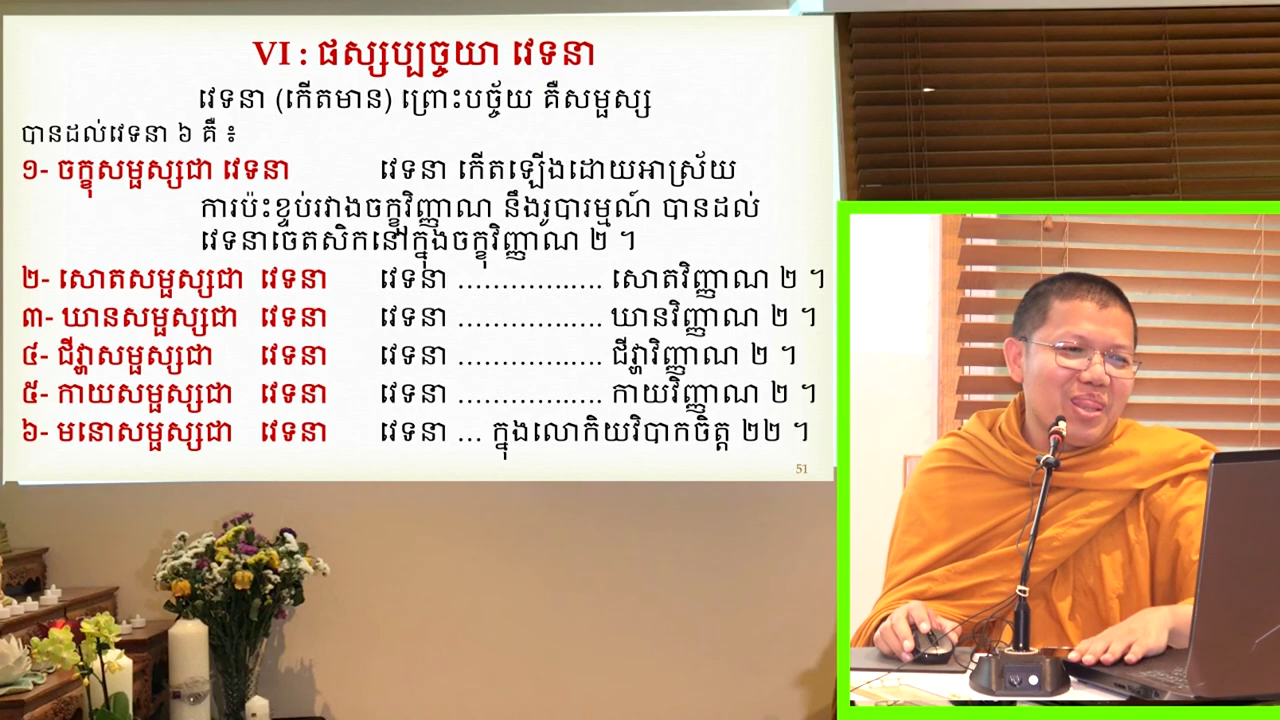 VI : ផស្សប្បច្ចយា វេទនា
វេទនា (កើតមាន) ព្រោះបច្ច័យ គឺសម្ផស្ស
បានដល់វេទនា ៦ គឺ ៖
១- ចក្ខុសម្ផស្សជា វេទនា វេទនា កើតឡើងដោយអាស្រ័យ
ការប៉ះខ្ទប់រវាងចក្ខុវិញ្ញាណ នឹងរូបារម្មណ៍ បានដល់
វេទនាចេតសិកនៅក្នុងចក្ខុវិញ្ញាណ ២ ។
២- សោតសម្ផស្សជា វេទនា វេទនា ................... សោតវិញ្ញាណ ២ ។
៣- ឃានសម្ផស្សជា វេទនា វេទនា ................... ឃានវិញ្ញាណ ២ ។
៤- ជីវ្ហាសម្ផស្សជា វេទនា វេទនា ................... ជីវ្ហាវិញ្ញាណ ២ ។
៥- កាយសម្ផស្សជា វេទនា វេទនា ................... កាយវិញ្ញាណ ២ ។
៦- មនោសម្ផស្សជា វេទនា វេទនា ... ក្នុងលោកិយវិបាកចិត្ត ២២ ។
51